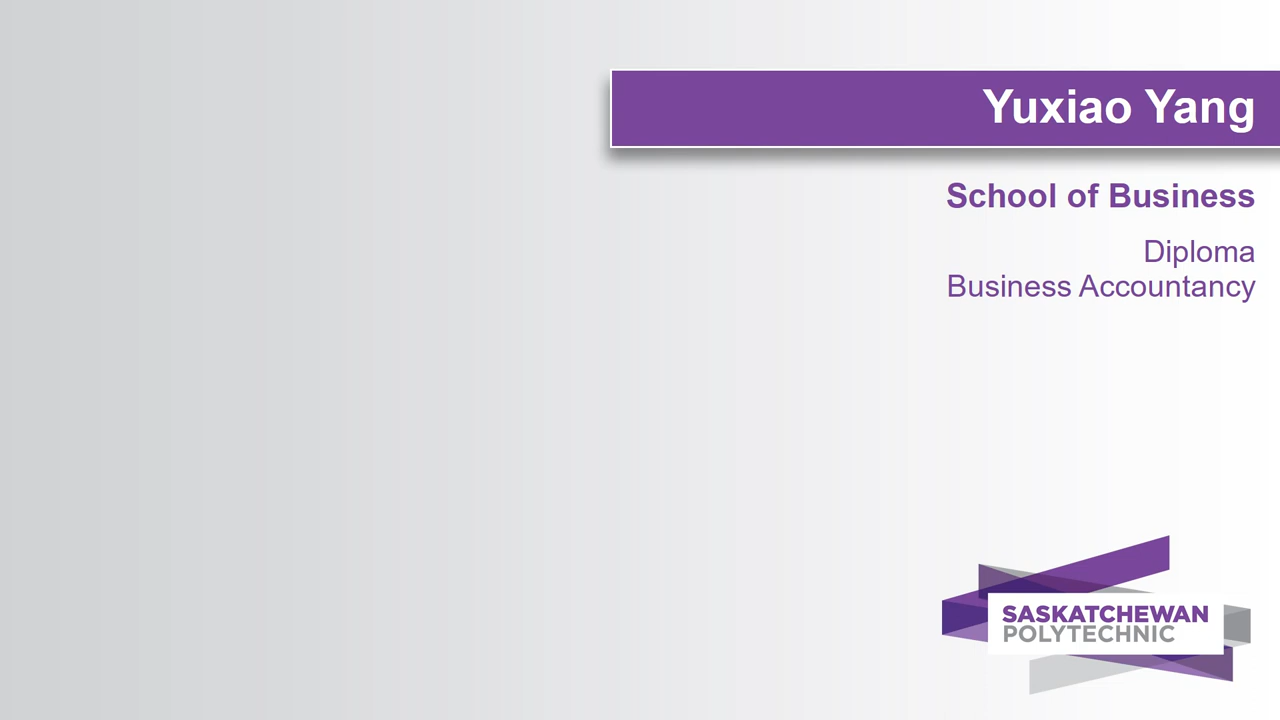 Yuxiao Yang
School of Business
Diploma
Business Accountancy
SASKATCHEWAN
POLYTECHNIC